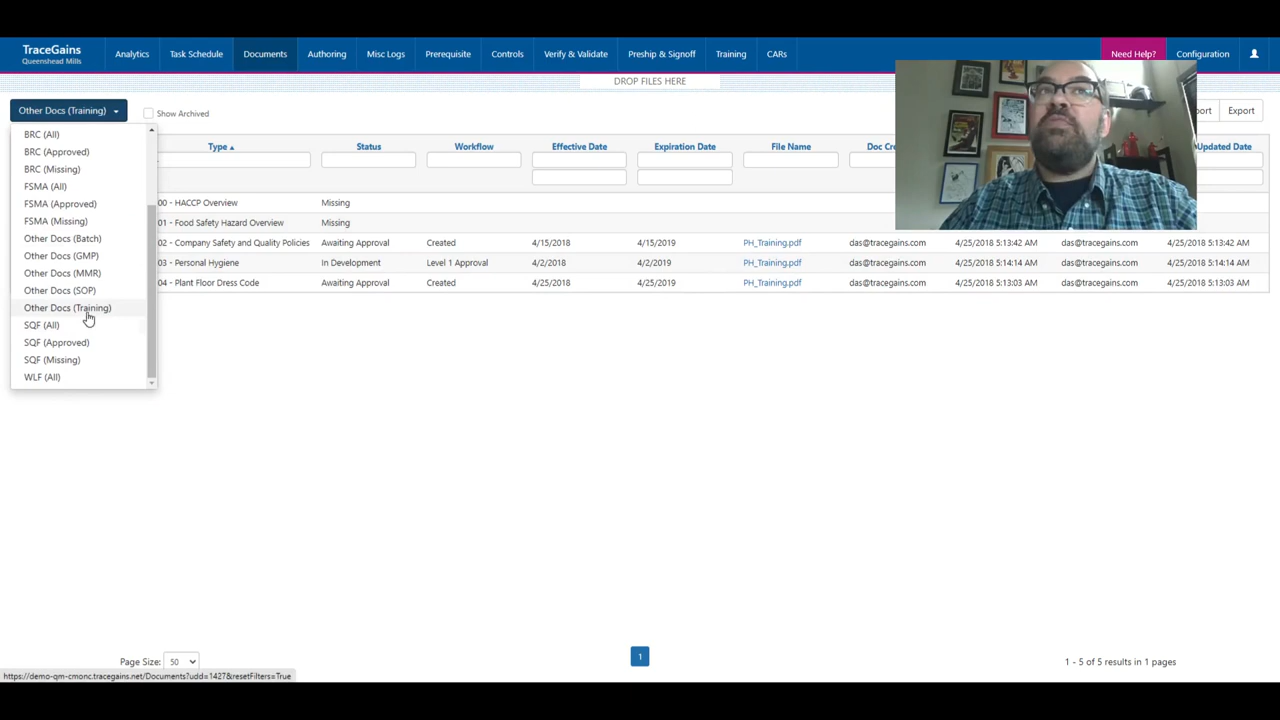 TraceGains
Queenshead Mills
Analytics
Task Schedule
Documents
Authoring
Misc Logs
Prerequisite
Controls
Verify & Validate
Preship & Signoff
Training
CARs
Need Help?
Configuration
DROP FILES HERE
Other Docs (Training)
Show Archived
Export
BRC (All)
BRC (Approved)
BRC (Missing)
FSMA (All)
FSMA (Approved)
FSMA (Missing)
Other Docs (Batch)
Other Docs (GMP)
Other Docs (MMR)
Other Docs (SOP)
Other Docs (Training)
SQF (All)
SQF (Approved)
SQF (Missing)
WLF (All)
Type Status Workflow Effective Date Expiration Date File Name Doc Cre Updated Date
00 - HACCP Overview Missing
01 - Food Safety Hazard Overview Missing
02 - Company Safety and Quality Policies Awaiting Approval Created 4/15/2018 4/15/2019 PH_Training.pdf das@tracegains.com 4/25/2018 5:13:42 AM das@tracegains.com 4/25/2018 5:13:42 AM
03 - Personal Hygiene In Development Level 1 Approval 4/2/2018 4/2/2019 PH_Training.pdf das@tracegains.com 4/25/2018 5:14:14 AM das@tracegains.com 4/25/2018 5:14:14 AM
04 - Plant Floor Dress Code Awaiting Approval Created 4/25/2018 4/25/2019 PH_Training.pdf das@tracegains.com 4/25/2018 5:13:03 AM das@tracegains.com 4/25/2018 5:13:03 AM
Page Size: 50
1
1 - 5 of 5 results in 1 pages
https://demo-qm-cmonc.tracegains.net/Documents?udd=1427&resetFilters=True